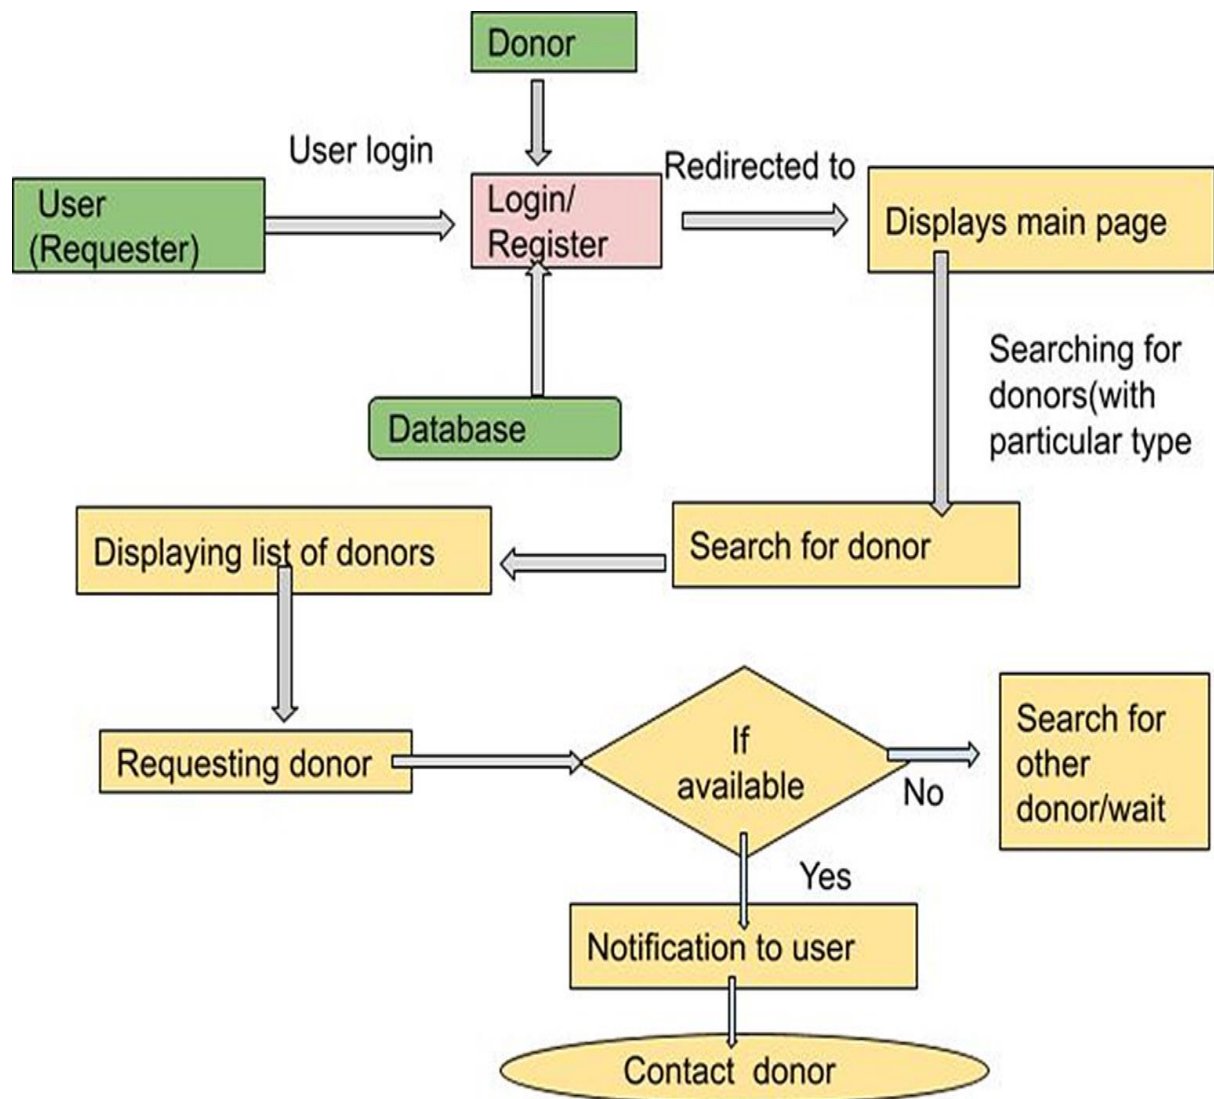 Donor
User login
User
(Requester)
Login/
Register
Redirected to
Displays main page
Database
Searching for
donors(with
particular type
Displaying list of donors
Search for donor
Requesting donor
If
available
No
Search for
other
donor/wait
Yes
Notification to user
Contact donor